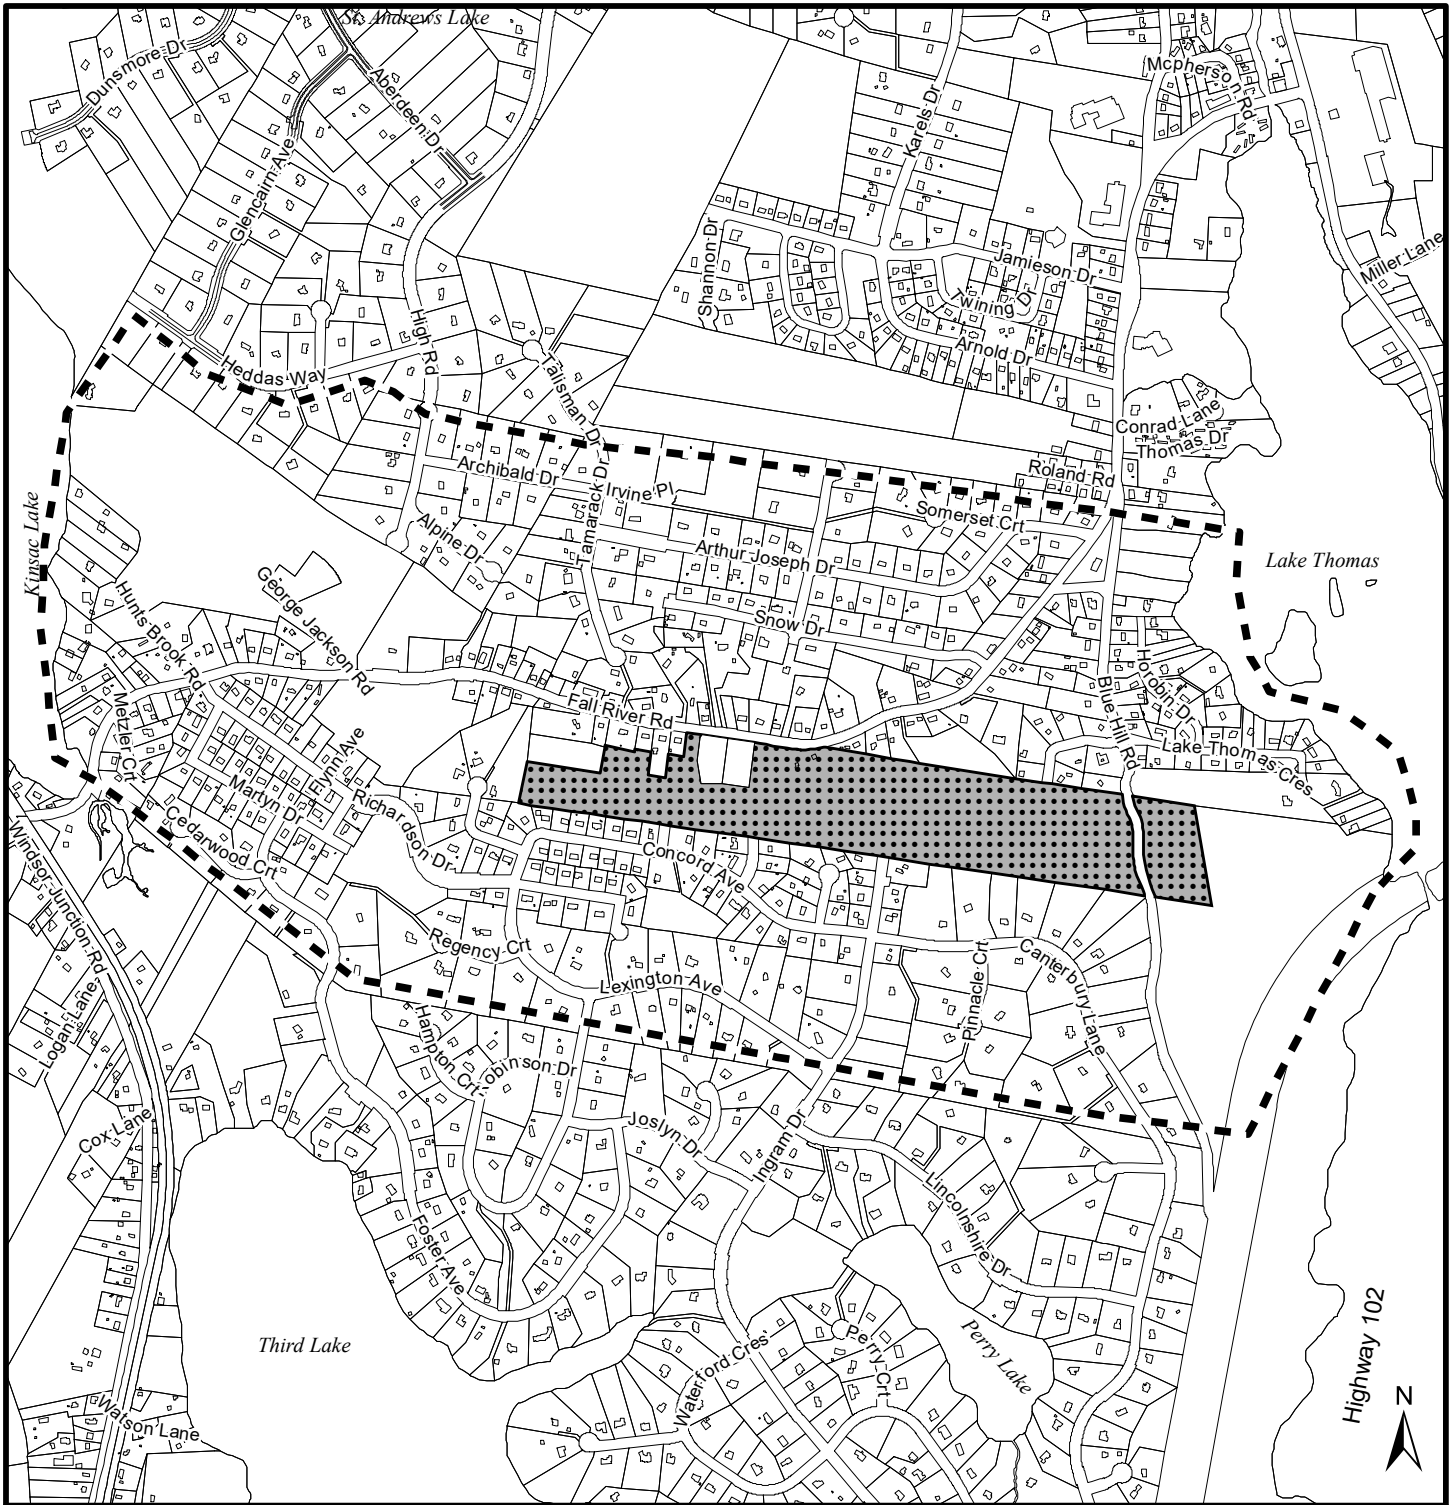 St. Andrews Lake
Dunsmore Dr
Aberdeen Dr
Mcpherson Rd
Karels Dr
Glencairn Ave
Shannon Dr
Miller Lane
Jamieson Dr
Twining Dr
High Rd
Arnold Dr
Heddas Way
Talisman Dr
Conrad Lane
Thomas Dr
Archibald Dr
Roland Rd
Irvine Pl
Tamarack Dr
Somerset Crt
Kinsac Lake
Alpine Dr
Arthur Joseph Dr
Lake Thomas
George Jackson Rd
Hunts Brook Rd
Snow Dr
Horobin Dr
Metzler Crt
Fall River Rd
Blue Hill Rd
Flynn Ave
Lake Thomas Cres
Martyn Dr
Richardson Dr
Cedarwood Crt
Concord Ave
Windsor Junction Rd
Regency Crt
Canterbury Lane
Pinnacle Crt
Lexington Ave
Logan Lane
Hampton Crt
Robinson Dr
Cox Lane
Joslyn Dr
Ingram Dr
Lincolnshire Dr
Foster Ave
Third Lake
Perry Crt
Perry Lake
Waterford Cres
Highway 102
Watson Lane
N